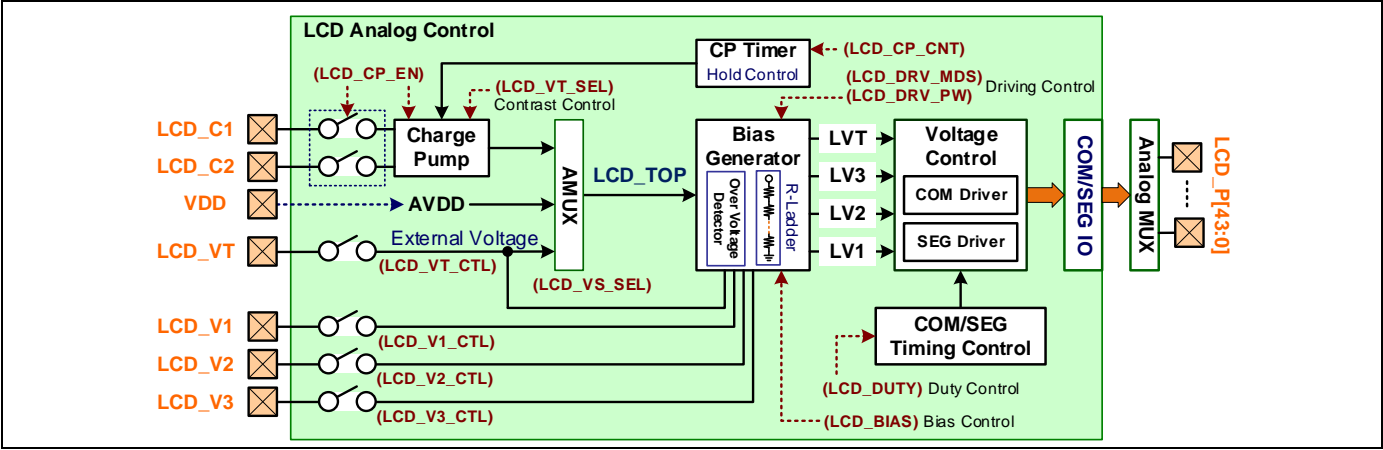 LCD Analog Control
CP Timer
Hold Control
(LCD_CP_CNT)
(LCD_CP_EN)
(LCD_VT_SEL)
Contrast Control
(LCD_DRV_MDS)
(LCD_DRV_PW)
Driving Control
LCD_C1
LCD_C2
VDD
LCD_VT
LCD_V1
LCD_V2
LCD_V3
Charge
Pump
AVDD
External Voltage
(LCD_VT_CTL)
(LCD_V1_CTL)
(LCD_V2_CTL)
(LCD_V3_CTL)
AMUX
(LCD_VS_SEL)
LCD_TOP
Bias
Generator
Over Voltage
Detector
R-Ladder
LVT
LV3
LV2
LV1
Voltage
Control
COM Driver
SEG Driver
COM/SEG IO
Analog MUX
LCD_P[43:0]
COM/SEG
Timing Control
(LCD_DUTY) Duty Control
(LCD_BIAS) Bias Control